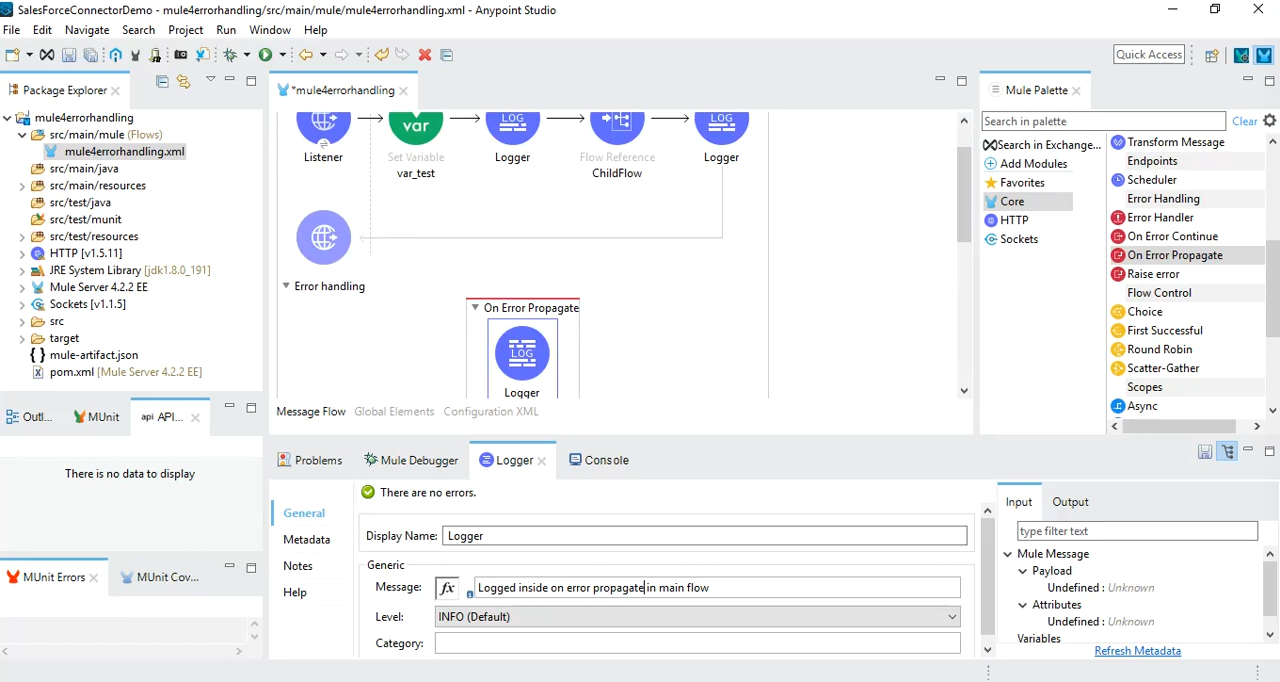 SalesForceConnectorDemo - mule4errorhandling/src/main/mule/mule4errorhandling.xml - Anypoint Studio
File Edit Navigate Search Project Run Window Help
Quick Access
Package Explorer
mule4errorhandling
src/main/mule (Flows)
mule4errorhandling.xml
src/main/java
src/main/resources
src/test/java
src/test/munit
src/test/resources
HTTP [v1.5.11]
JRE System Library [jdk1.8.0_191]
Mule Server 4.2.2 EE
Sockets [v1.1.5]
src
target
mule-artifact.json
pom.xml [Mule Server 4.2.2 EE]
Outl... MUnit api API...
There is no data to display
MUnit Errors MUnit Cov...
*mule4errorhandling
var LOG LOG
Listener Set Variable Logger Flow Reference Logger
var_test ChildFlow
Error handling
On Error Propagate
LOG
Logger
Message Flow Global Elements Configuration XML
Mule Palette
Search in palette Clear
Search in Exchange...
Add Modules
Favorites
Core
HTTP
Sockets
Transform Message
Endpoints
Scheduler
Error Handling
Error Handler
On Error Continue
On Error Propagate
Raise error
Flow Control
Choice
First Successful
Round Robin
Scatter-Gather
Scopes
Async
Problems Mule Debugger Logger Console
General
Metadata
Notes
Help
There are no errors.
Display Name: Logger
Generic
Message: fx Logged inside on error propagate in main flow
Level: INFO (Default)
Category:
Input Output
type filter text
Mule Message
Payload
Undefined : Unknown
Attributes
Undefined : Unknown
Variables
Refresh Metadata